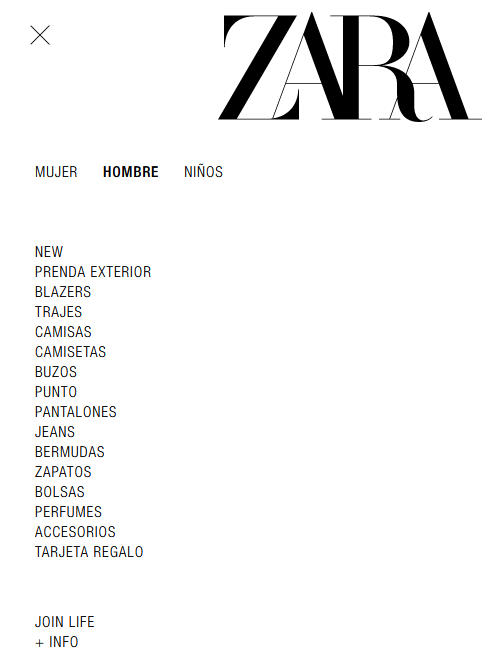 ZARA
MUJER HOMBRE NIÑOS
NEW
PRENDA EXTERIOR
BLAZERS
TRAJES
CAMISAS
CAMISETAS
BUZOS
PUNTO
PANTALONES
JEANS
BERMUDAS
ZAPATOS
BOLSAS
PERFUMES
ACCESORIOS
TARJETA REGALO
JOIN LIFE
+ INFO